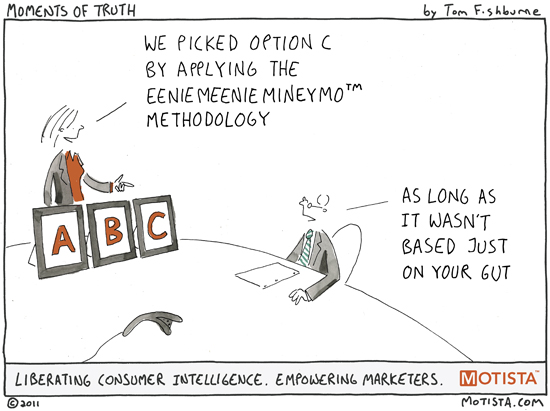 MOMENTS OF TRUTH
by Tom Fishburne
WE PICKED OPTION C
BY APPLYING THE
EENIEMEENIEMINEYMO™
METHODOLOGY
A B C
AS LONG AS
IT WASN'T
BASED JUST
ON YOUR GUT
LIBERATING CONSUMER INTELLIGENCE. EMPOWERING MARKETERS.
M MOTISTA™
©2011
MOTISTA.COM